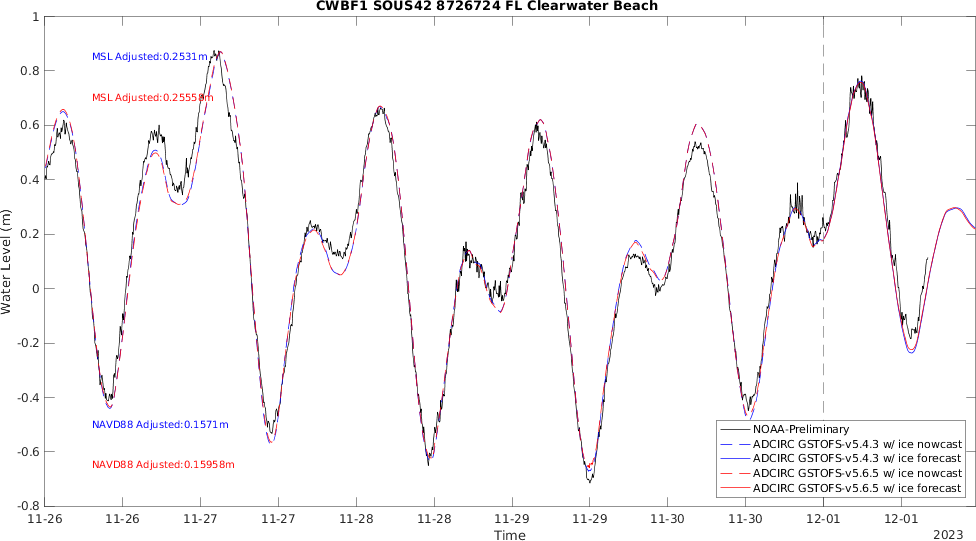 CWBF1 SOUS42 8726724 FL Clearwater Beach
Water Level (m)
1
0.8
0.6
0.4
0.2
0
-0.2
-0.4
-0.6
-0.8
MSL Adjusted:0.2531m
MSL Adjusted:0.25558m
NAVD88 Adjusted:0.1571m
NAVD88 Adjusted:0.15958m
NOAA-Preliminary
ADCIRC GSTOFS-v5.4.3 w/ ice nowcast
ADCIRC GSTOFS-v5.4.3 w/ ice forecast
ADCIRC GSTOFS-v5.6.5 w/ ice nowcast
ADCIRC GSTOFS-v5.6.5 w/ ice forecast
11-26 11-26 11-27 11-27 11-28 11-28 11-29 11-29 11-30 11-30 12-01 12-01
Time
2023